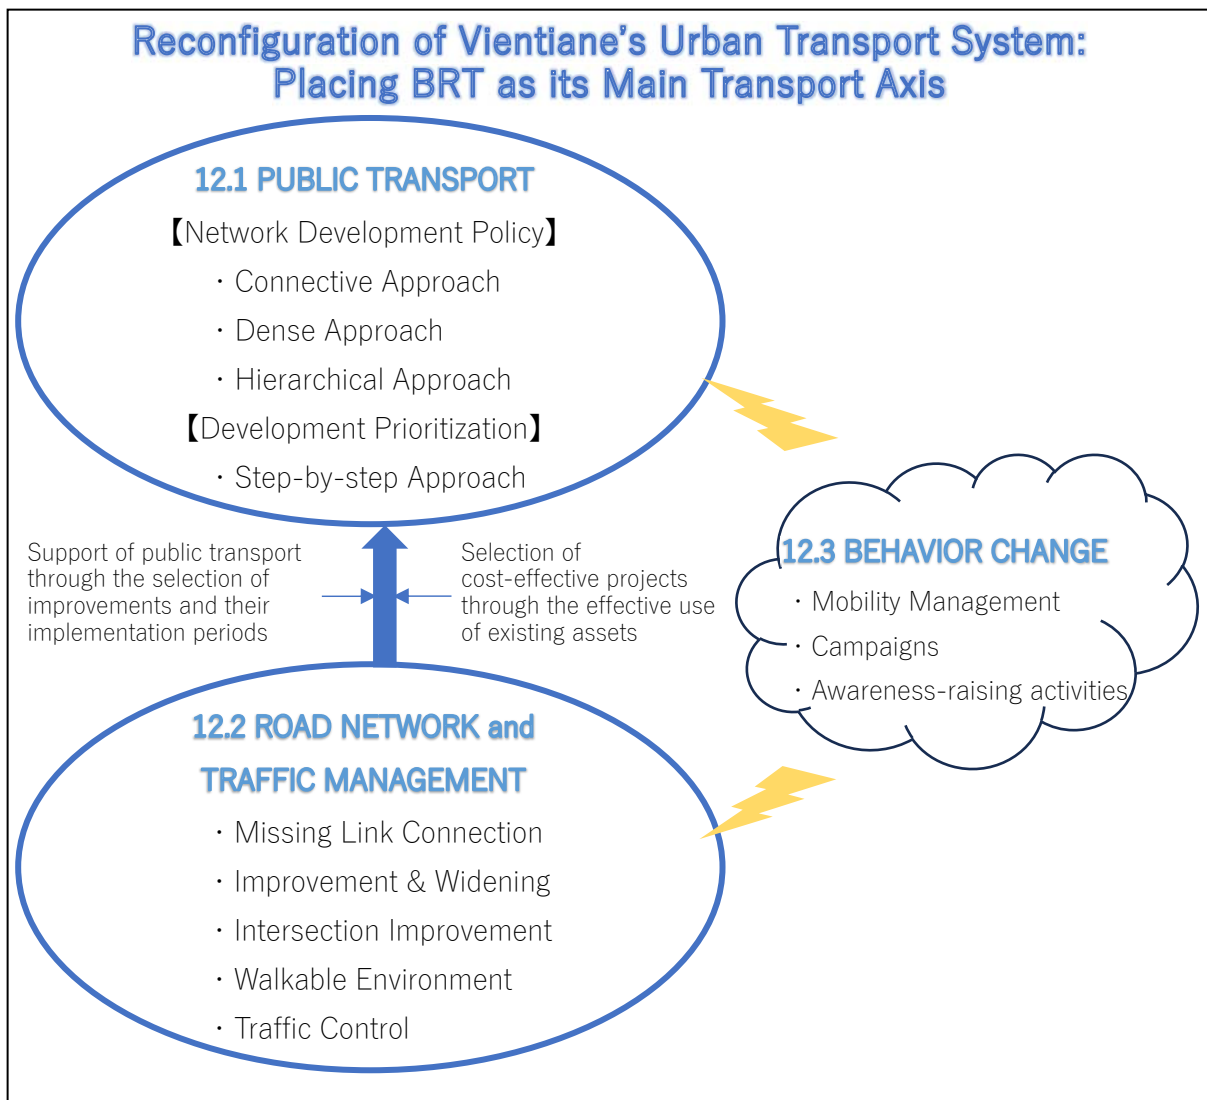 Reconfiguration of Vientiane’s Urban Transport System:
Placing BRT as its Main Transport Axis
12.1 PUBLIC TRANSPORT
【Network Development Policy】
・Connective Approach
・Dense Approach
・Hierarchical Approach
【Development Prioritization】
・Step-by-step Approach
Support of public transport
through the selection of
improvements and their
implementation periods
Selection of
cost-effective projects
through the effective use
of existing assets
12.3 BEHAVIOR CHANGE
・Mobility Management
・Campaigns
・Awareness-raising activities
12.2 ROAD NETWORK and
TRAFFIC MANAGEMENT
・Missing Link Connection
・Improvement & Widening
・Intersection Improvement
・Walkable Environment
・Traffic Control